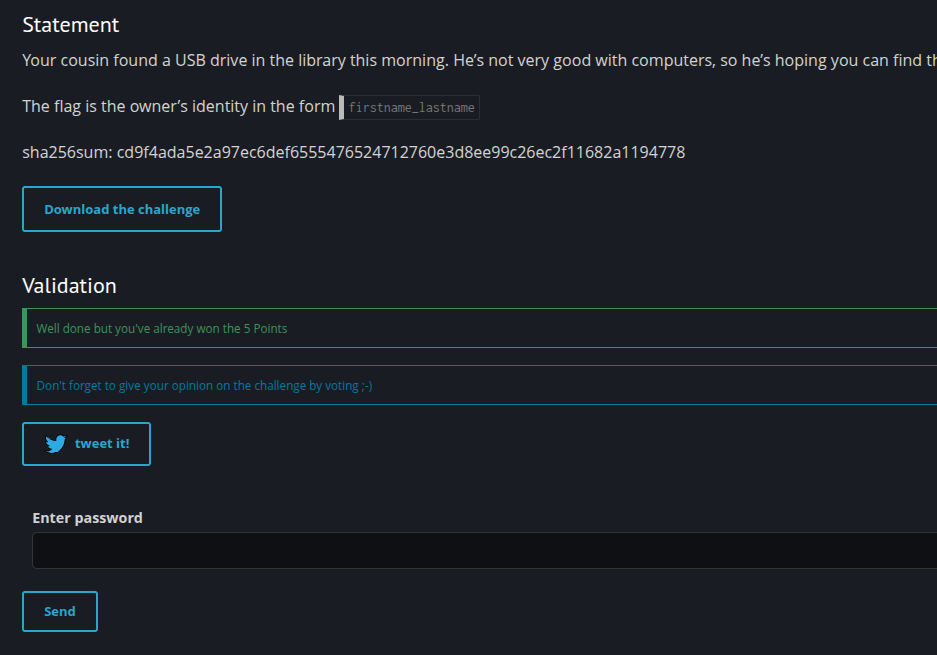 Statement
Your cousin found a USB drive in the library this morning. He’s not very good with computers, so he’s hoping you can find
The flag is the owner’s identity in the form firstname_lastname
sha256sum: cd9f4ada5e2a97ec6def6555476524712760e3d8ee99c26ec2f11682a1194778
Download the challenge
Validation
Well done but you've already won the 5 Points
Don't forget to give your opinion on the challenge by voting ;-)
tweet it!
Enter password
Send